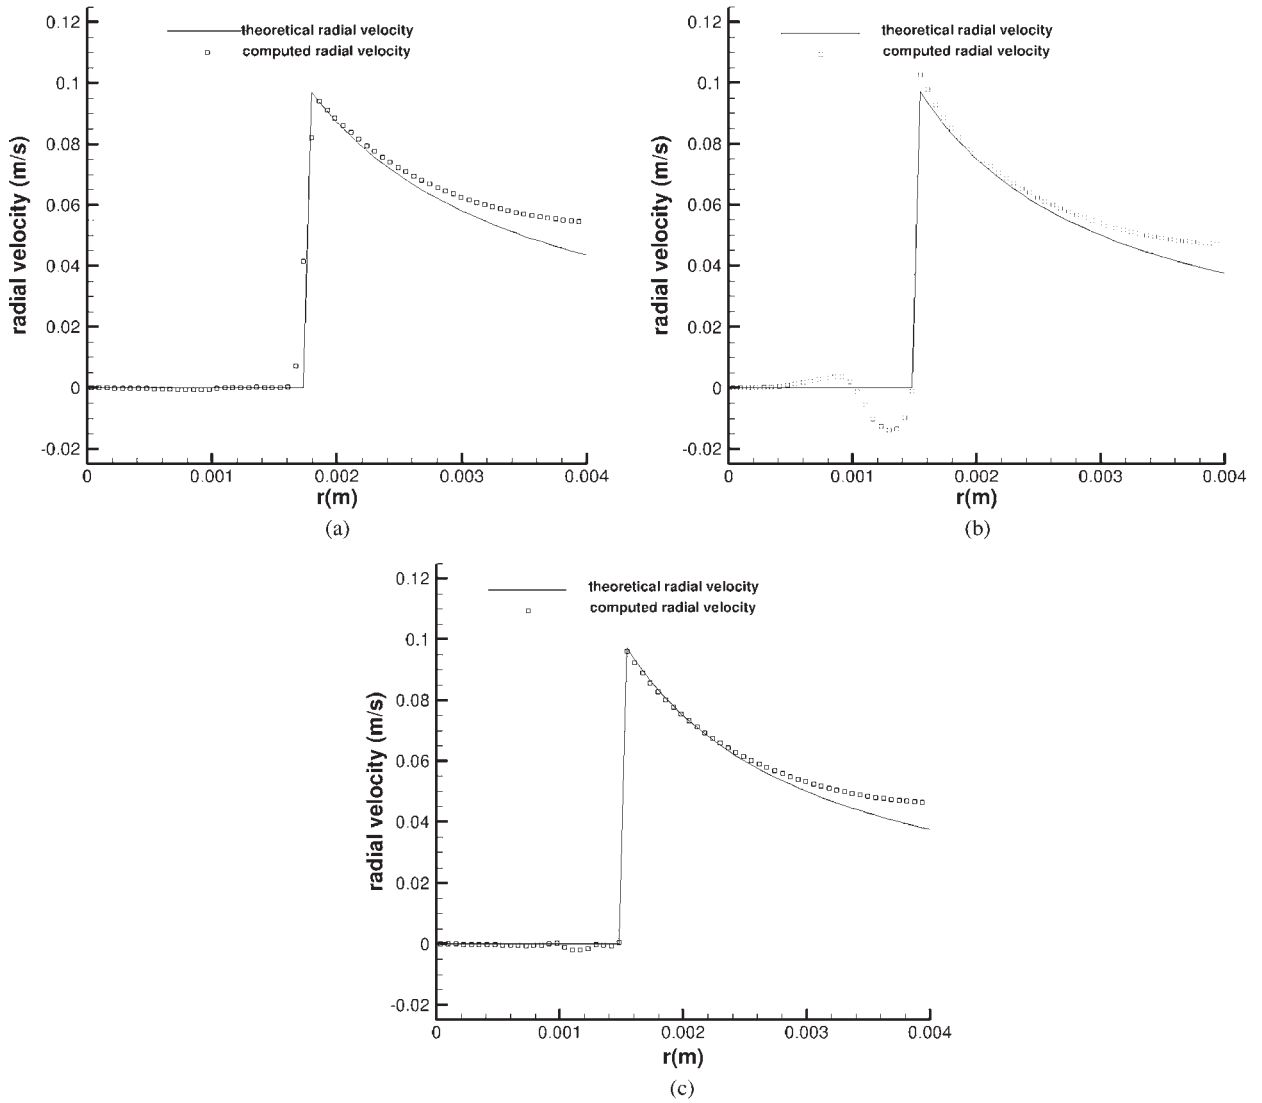 0.12
theoretical radial velocity
computed radial velocity
0.1
0.08
0.06
0.04
0.02
0
-0.02
radial velocity (m/s)
0 0.001 0.002 0.003 0.004
r(m)
(a)
0.12
theoretical radial velocity
computed radial velocity
0.1
0.08
0.06
0.04
0.02
0
-0.02
radial velocity (m/s)
0 0.001 0.002 0.003 0.004
r(m)
(b)
0.12
theoretical radial velocity
computed radial velocity
0.1
0.08
0.06
0.04
0.02
0
-0.02
radial velocity (m/s)
0 0.001 0.002 0.003 0.004
r(m)
(c)